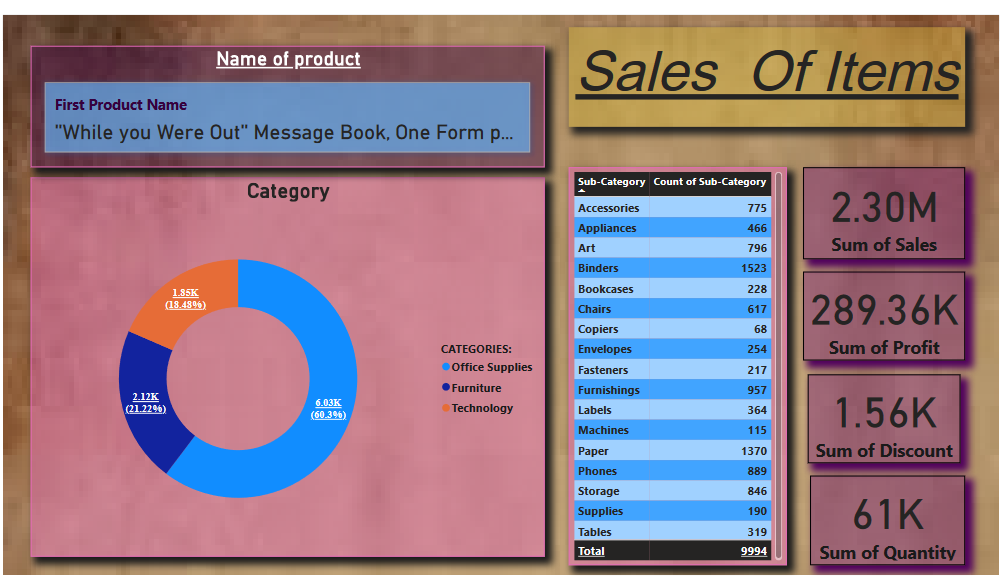 Name of product
First Product Name
"While you Were Out" Message Book, One Form p...
Sales Of Items
Category
1.85K
(18.48%)
2.12K
(21.22%)
6.03K
(60.3%)
CATEGORIES:
Office Supplies
Furniture
Technology
Sub-Category Count of Sub-Category
Accessories 775
Appliances 466
Art 796
Binders 1523
Bookcases 228
Chairs 617
Copiers 68
Envelopes 254
Fasteners 217
Furnishings 957
Labels 364
Machines 115
Paper 1370
Phones 889
Storage 846
Supplies 190
Tables 319
Total 9994
2.30M
Sum of Sales
289.36K
Sum of Profit
1.56K
Sum of Discount
61K
Sum of Quantity